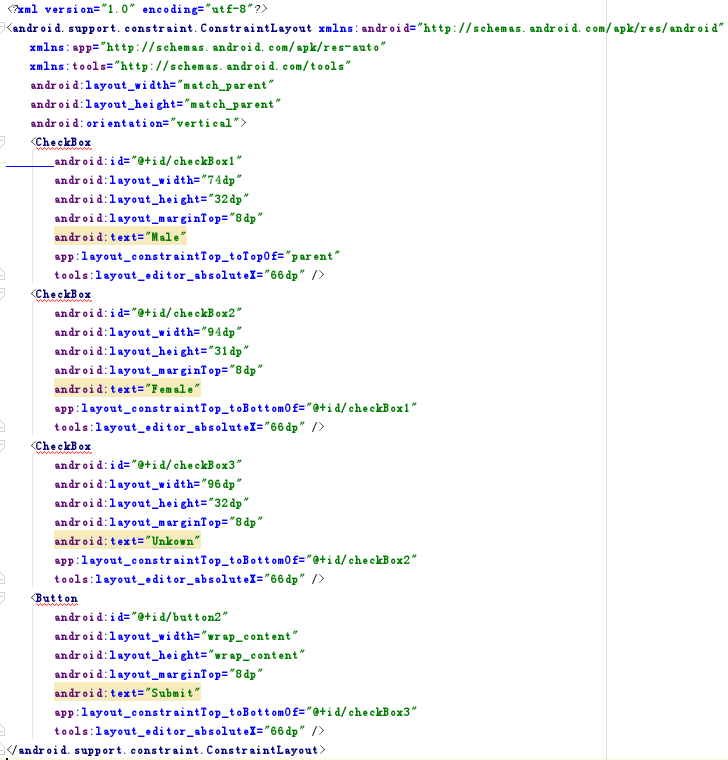 <?xml version="1.0" encoding="utf-8"?>
<android.support.constraint.ConstraintLayout xmlns:android="http://schemas.android.com/apk/res/android"
xmlns:app="http://schemas.android.com/apk/res-auto"
xmlns:tools="http://schemas.android.com/tools"
android:layout_width="match_parent"
android:layout_height="match_parent"
android:orientation="vertical">
<CheckBox
android:id="@+id/checkBox1"
android:layout_width="74dp"
android:layout_height="32dp"
android:layout_marginTop="8dp"
android:text="Male"
app:layout_constraintTop_toTopOf="parent"
tools:layout_editor_absoluteX="66dp" />
<CheckBox
android:id="@+id/checkBox2"
android:layout_width="94dp"
android:layout_height="31dp"
android:layout_marginTop="8dp"
android:text="Female"
app:layout_constraintTop_toBottomOf="@+id/checkBox1"
tools:layout_editor_absoluteX="66dp" />
<CheckBox
android:id="@+id/checkBox3"
android:layout_width="96dp"
android:layout_height="32dp"
android:layout_marginTop="8dp"
android:text="Unkown"
app:layout_constraintTop_toBottomOf="@+id/checkBox2"
tools:layout_editor_absoluteX="66dp" />
<Button
android:id="@+id/button2"
android:layout_width="wrap_content"
android:layout_height="wrap_content"
android:layout_marginTop="8dp"
android:text="Submit"
app:layout_constraintTop_toBottomOf="@+id/checkBox3"
tools:layout_editor_absoluteX="66dp" />
</android.support.constraint.ConstraintLayout>